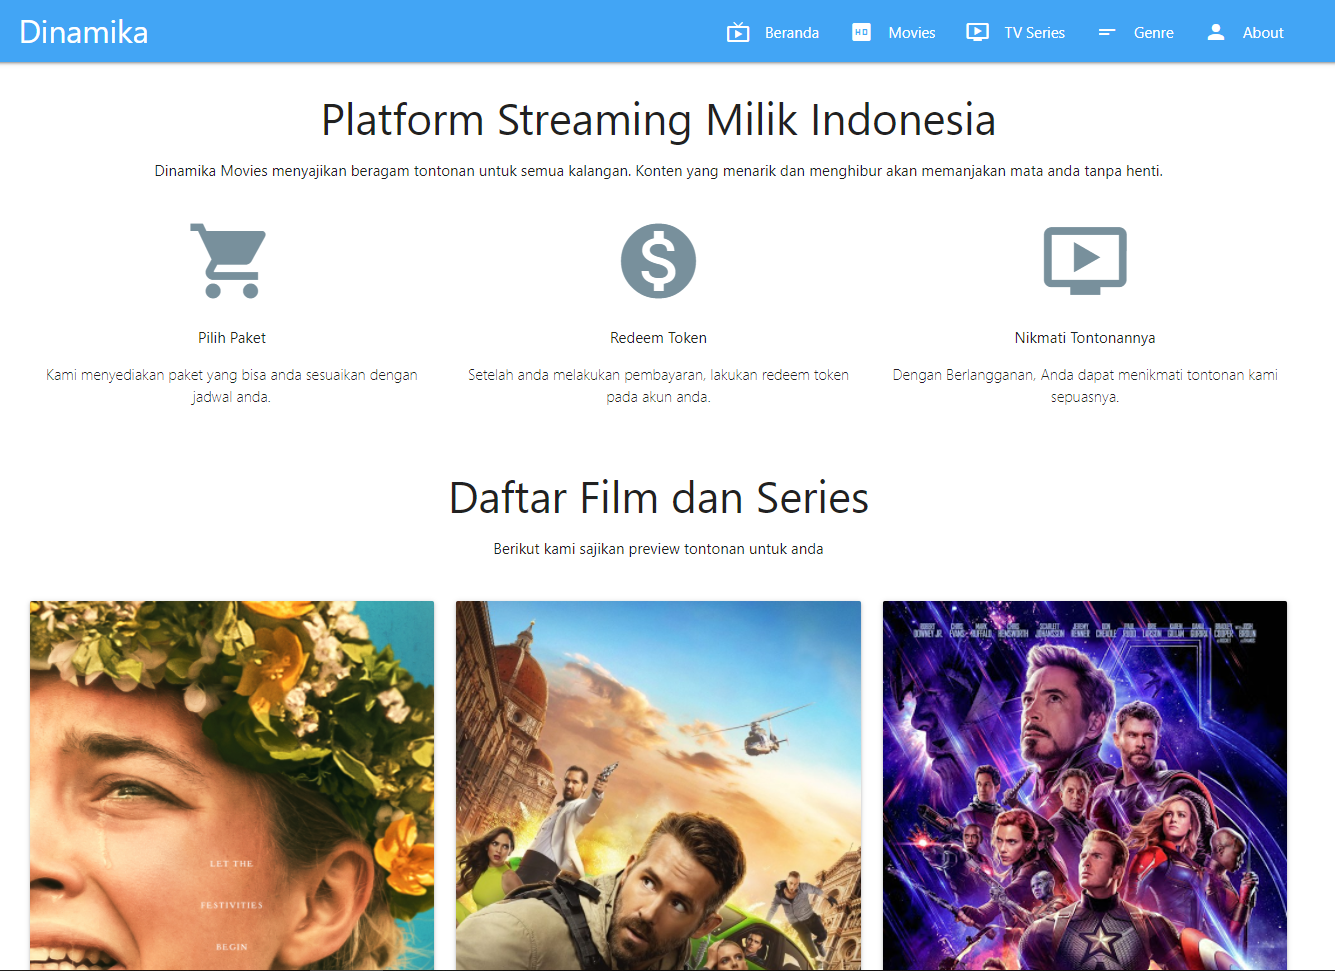 Dinamika
Beranda
Movies
TV Series
Genre
About
Platform Streaming Milik Indonesia
Dinamika Movies menyajikan beragam tontonan untuk semua kalangan. Konten yang menarik dan menghibur akan memanjakan mata anda tanpa henti.
Pilih Paket
Kami menyediakan paket yang bisa anda sesuaikan dengan
jadwal anda.
Redeem Token
Setelah anda melakukan pembayaran, lakukan redeem token
pada akun anda.
Nikmati Tontonannya
Dengan Berlangganan, Anda dapat menikmati tontonan kami
sepuasnya.
Daftar Film dan Series
Berikut kami sajikan preview tontonan untuk anda
LET THE
FESTIVITIES
BEGIN
ROBERT DOWNEY JR. CHRIS EVANS MARK RUFFALO CHRIS HEMSWORTH SCARLETT JOHANSSON JEREMY RENNER DON CHEADLE PAUL RUDD BRIE LARSON KAREN GILLAN DANAI GURIRA BRADLEY COOPER JOSH BROLIN